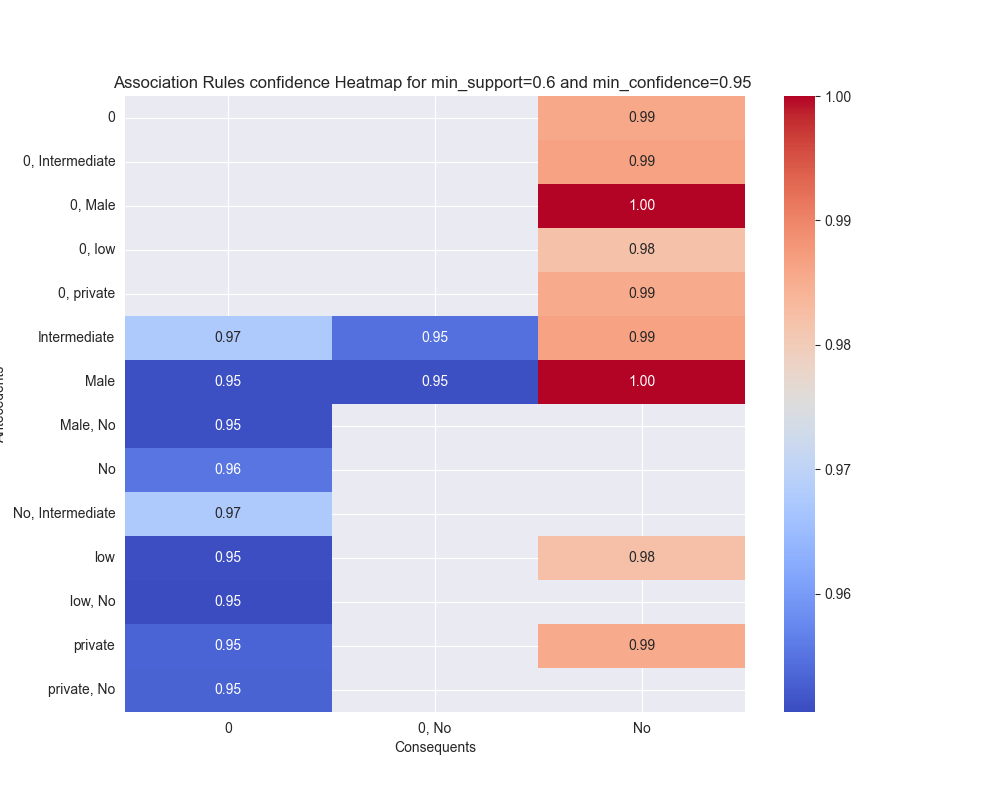 Association Rules confidence Heatmap for min_support=0.6 and min_confidence=0.95
0 0.99
0, Intermediate 0.99
0, Male 1.00
0, low 0.98
0, private 0.99
Intermediate 0.97 0.95 0.99
Male 0.95 0.95 1.00
Male, No 0.95
No 0.96
No, Intermediate 0.97
low 0.95 0.98
low, No 0.95
private 0.95 0.99
private, No 0.95
0 0, No No
Consequents
1.00
0.99
0.98
0.97
0.96